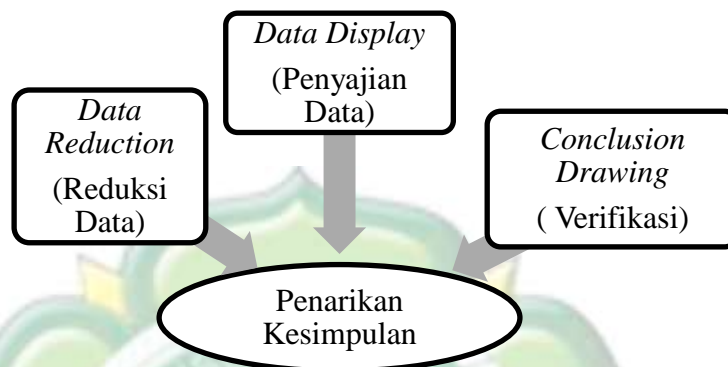 Data Display
(Penyajian
Data)
Data
Reduction
(Reduksi
Data)
Conclusion
Drawing
( Verifikasi)
Penarikan
Kesimpulan